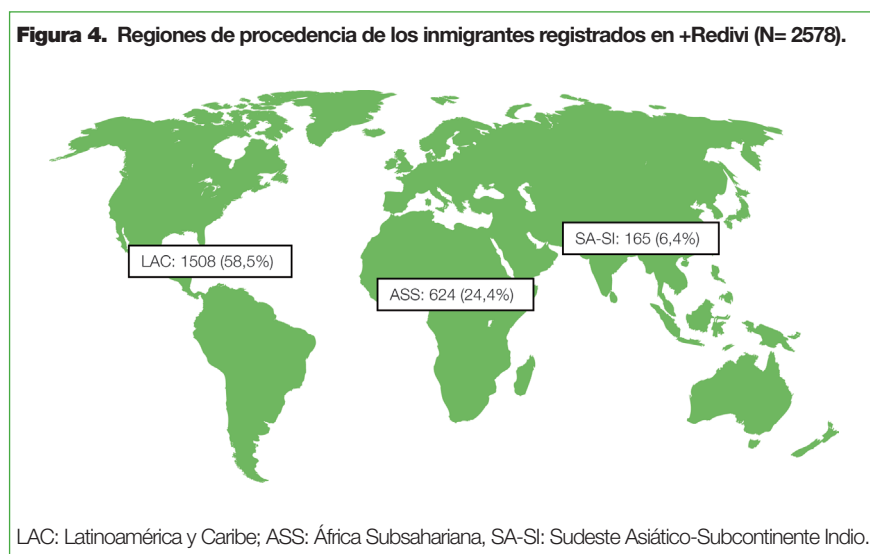 Figura 4. Regiones de procedencia de los inmigrantes registrados en +Redivi (N= 2578).
SA-SI: 165 (6,4%)
LAC: 1508 (58,5%)
ASS: 624 (24,4%)
LAC: Latinoamérica y Caribe; ASS: África Subsahariana, SA-SI: Sudeste Asiático-Subcontinente Indio.